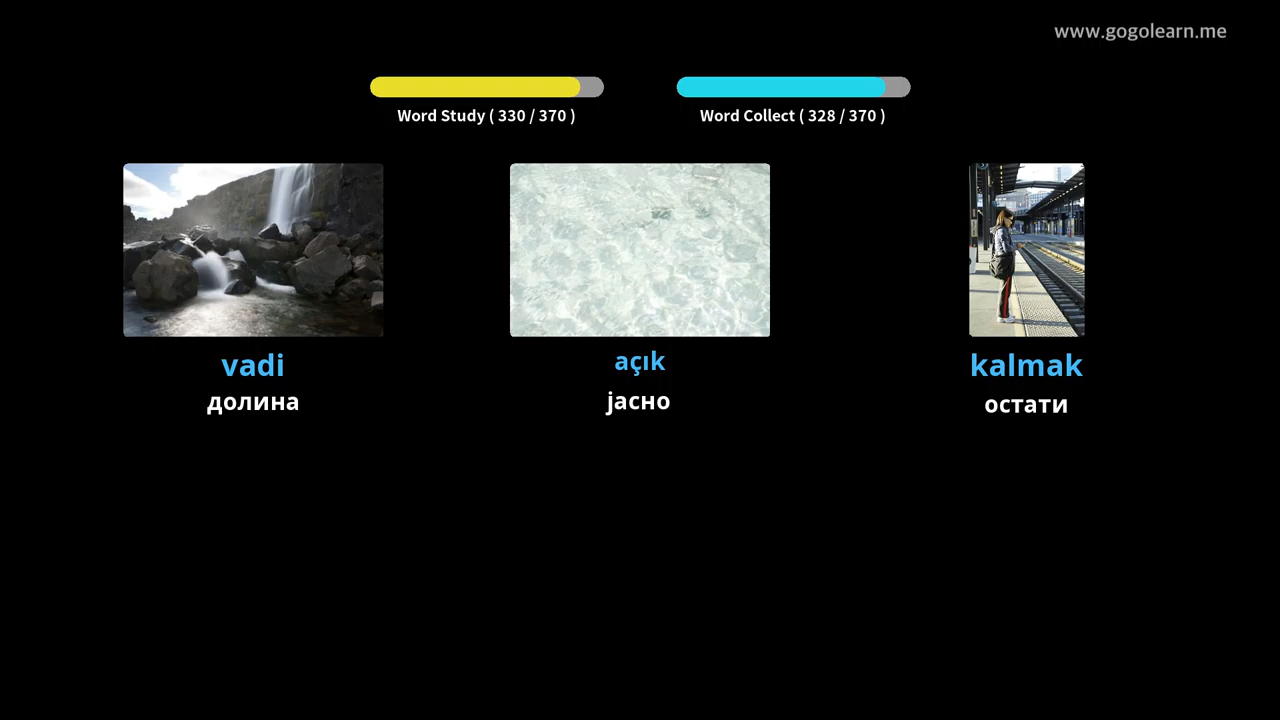 www.gogolearn.me
Word Study ( 330 / 370 )
Word Collect ( 328 / 370 )
vadi
долина
açık
јасно
kalmak
остати